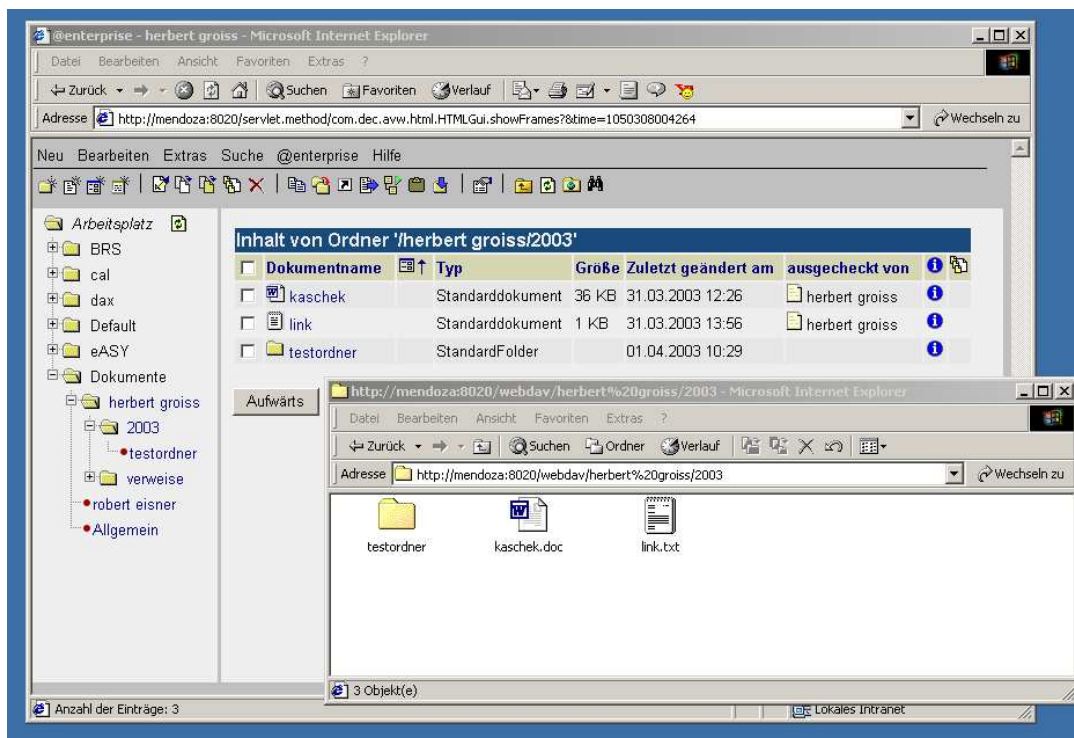 @enterprise - herbert groiss - Microsoft Internet Explorer
Datei Bearbeiten Ansicht Favoriten Extras ?
Zurück Suchen Favoriten Verlauf
Adresse http://mendoza:8020/servlet.method/com.dec.avw.html.HTMLGui.showFrames?&time=1050308004264 Wechseln zu
Neu Bearbeiten Extras Suche @enterprise Hilfe
Arbeitsplatz
BRS
cal
dax
Default
eASY
Dokumente
herbert groiss
2003
testordner
verweise
robert eisner
Allgemein
Inhalt von Ordner '/herbert groiss/2003'
Dokumentname Typ Größe Zuletzt geändert am ausgecheckt von
kaschek Standarddokument 36 KB 31.03.2003 12:26 herbert groiss
link Standarddokument 1 KB 31.03.2003 13:56 herbert groiss
testordner StandardFolder 01.04.2003 10:29
Aufwärts
http://mendoza:8020/webdav/herbert%20groiss/2003 - Microsoft Internet Explorer
Datei Bearbeiten Ansicht Favoriten Extras ?
Zurück Suchen Ordner Verlauf
Adresse http://mendoza:8020/webdav/herbert%20groiss/2003 Wechseln zu
testordner kaschek.doc link.txt
3 Objekt(e)
Anzahl der Einträge: 3 Lokales Intranet